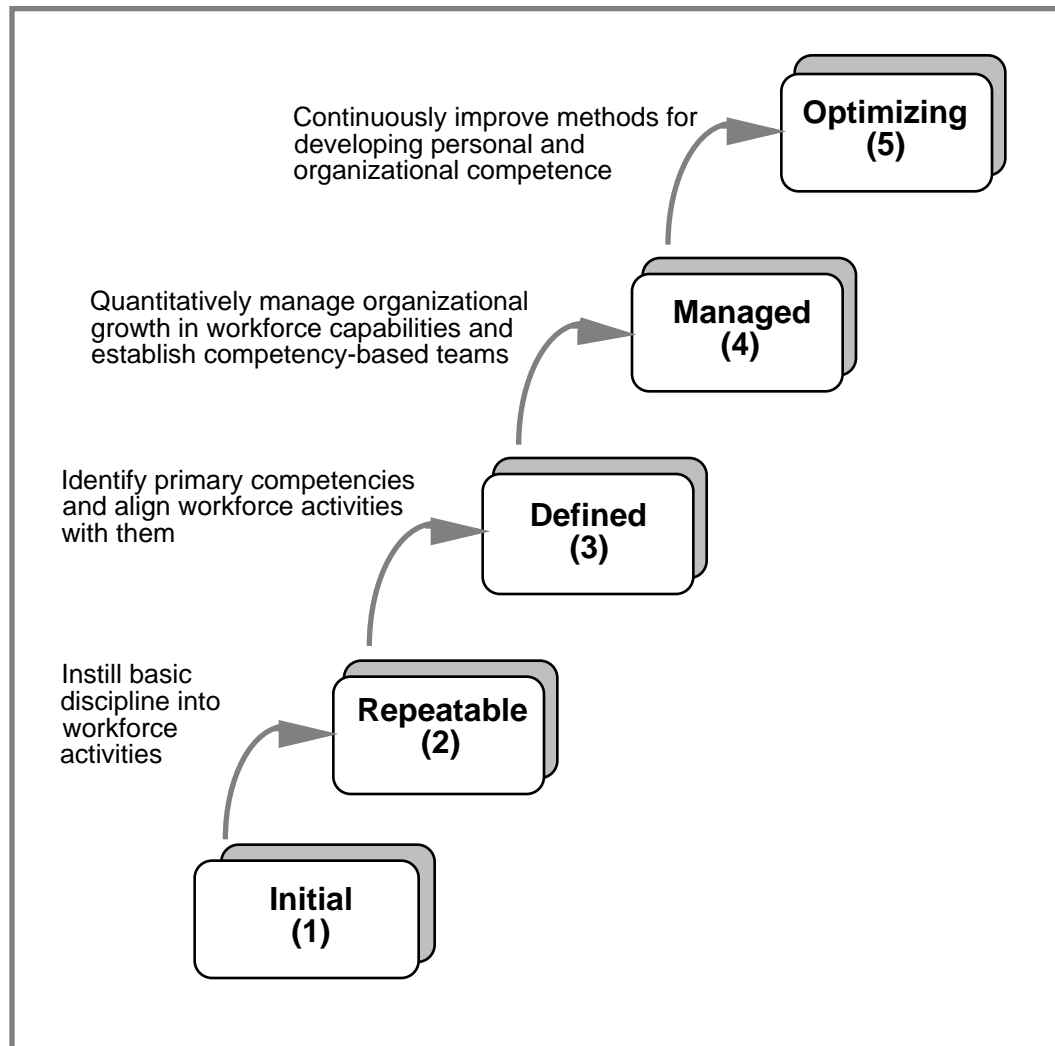 Optimizing
(5)
Continuously improve methods for
developing personal and
organizational competence
Managed
(4)
Quantitatively manage organizational
growth in workforce capabilities and
establish competency-based teams
Defined
(3)
Identify primary competencies
and align workforce activities
with them
Repeatable
(2)
Instill basic
discipline into
workforce
activities
Initial
(1)